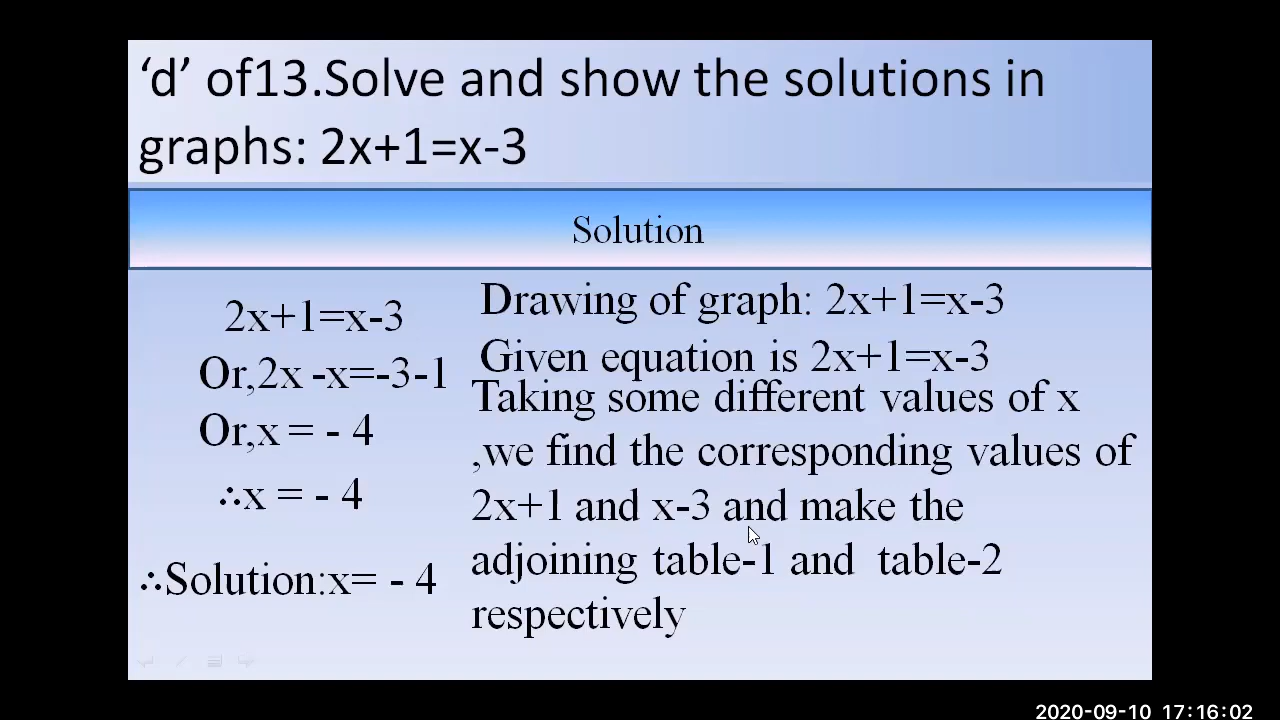 ‘d’ of13.Solve and show the solutions in
graphs: 2x+1=x-3
Solution
2x+1=x-3
Or,2x -x=-3-1
Or,x = - 4
∴x = - 4
∴Solution:x= - 4
Drawing of graph: 2x+1=x-3
Given equation is 2x+1=x-3
Taking some different values of x
,we find the corresponding values of
2x+1 and x-3 and make the
adjoining table-1 and table-2
respectively
2020-09-10 17:16:02